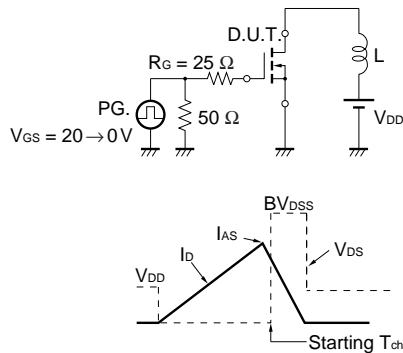 D.U.T.
RG = 25 Ω
L
PG.
50 Ω
VDD
VGS = 20 → 0 V
BVDSS
IAS
VDD
ID
VDS
Starting Tch